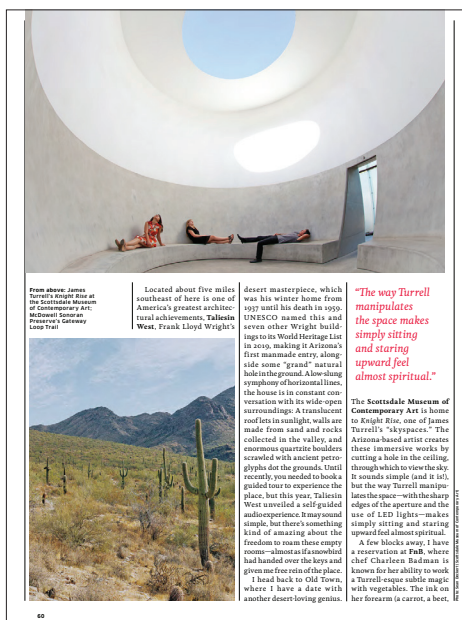 From above: James
Turrell's Knight Rise at
the Scottsdale Museum
of Contemporary Art;
McDowell Sonoran
Preserve's Gateway
Loop Trail
Located about five miles
southeast of here is one of
America's greatest architec-
tural achievements, Taliesin
West, Frank Lloyd Wright's
desert masterpiece, which
was his winter home from
1937 until his death in 1959.
UNESCO named this and
seven other Wright build-
ings to its World Heritage List
in 2019, making it Arizona's
first manmade entry, along-
side some "grand" natural
hole in the ground. A low-slung
symphony of horizontal lines,
the house is in constant con-
versation with its wide-open
surroundings: A translucent
roof lets in sunlight, walls are
made from sand and rocks
collected in the valley, and
enormous quartzite boulders
scrawled with ancient petro-
glyphs dot the grounds. Until
recently, you needed to book a
guided tour to experience the
place, but this year, Taliesin
West unveiled a self-guided
audio experience. It may sound
simple, but there's something
kind of amazing about the
freedom to roam these empty
rooms—almost as if a snowbird
had handed over the keys and
given me free rein of the place.
I head back to Old Town,
where I have a date with
another desert-loving genius.
"The way Turrell
manipulates
the space makes
simply sitting
and staring
upward feel
almost spiritual."
The Scottsdale Museum of
Contemporary Art is home
to Knight Rise, one of James
Turrell's "skyspaces." The
Arizona-based artist creates
these immersive works by
cutting a hole in the ceiling,
through which to view the sky.
It sounds simple (and it is!),
but the way Turrell manipu-
lates the space—with the sharp
edges of the aperture and the
use of LED lights—makes
simply sitting and staring
upward feel almost spiritual.
A few blocks away, I have
a reservation at FnB, where
chef Charleen Badman is
known for her ability to work
a Turrell-esque subtle magic
with vegetables. The ink on
her forearm (a carrot, a beet,
60